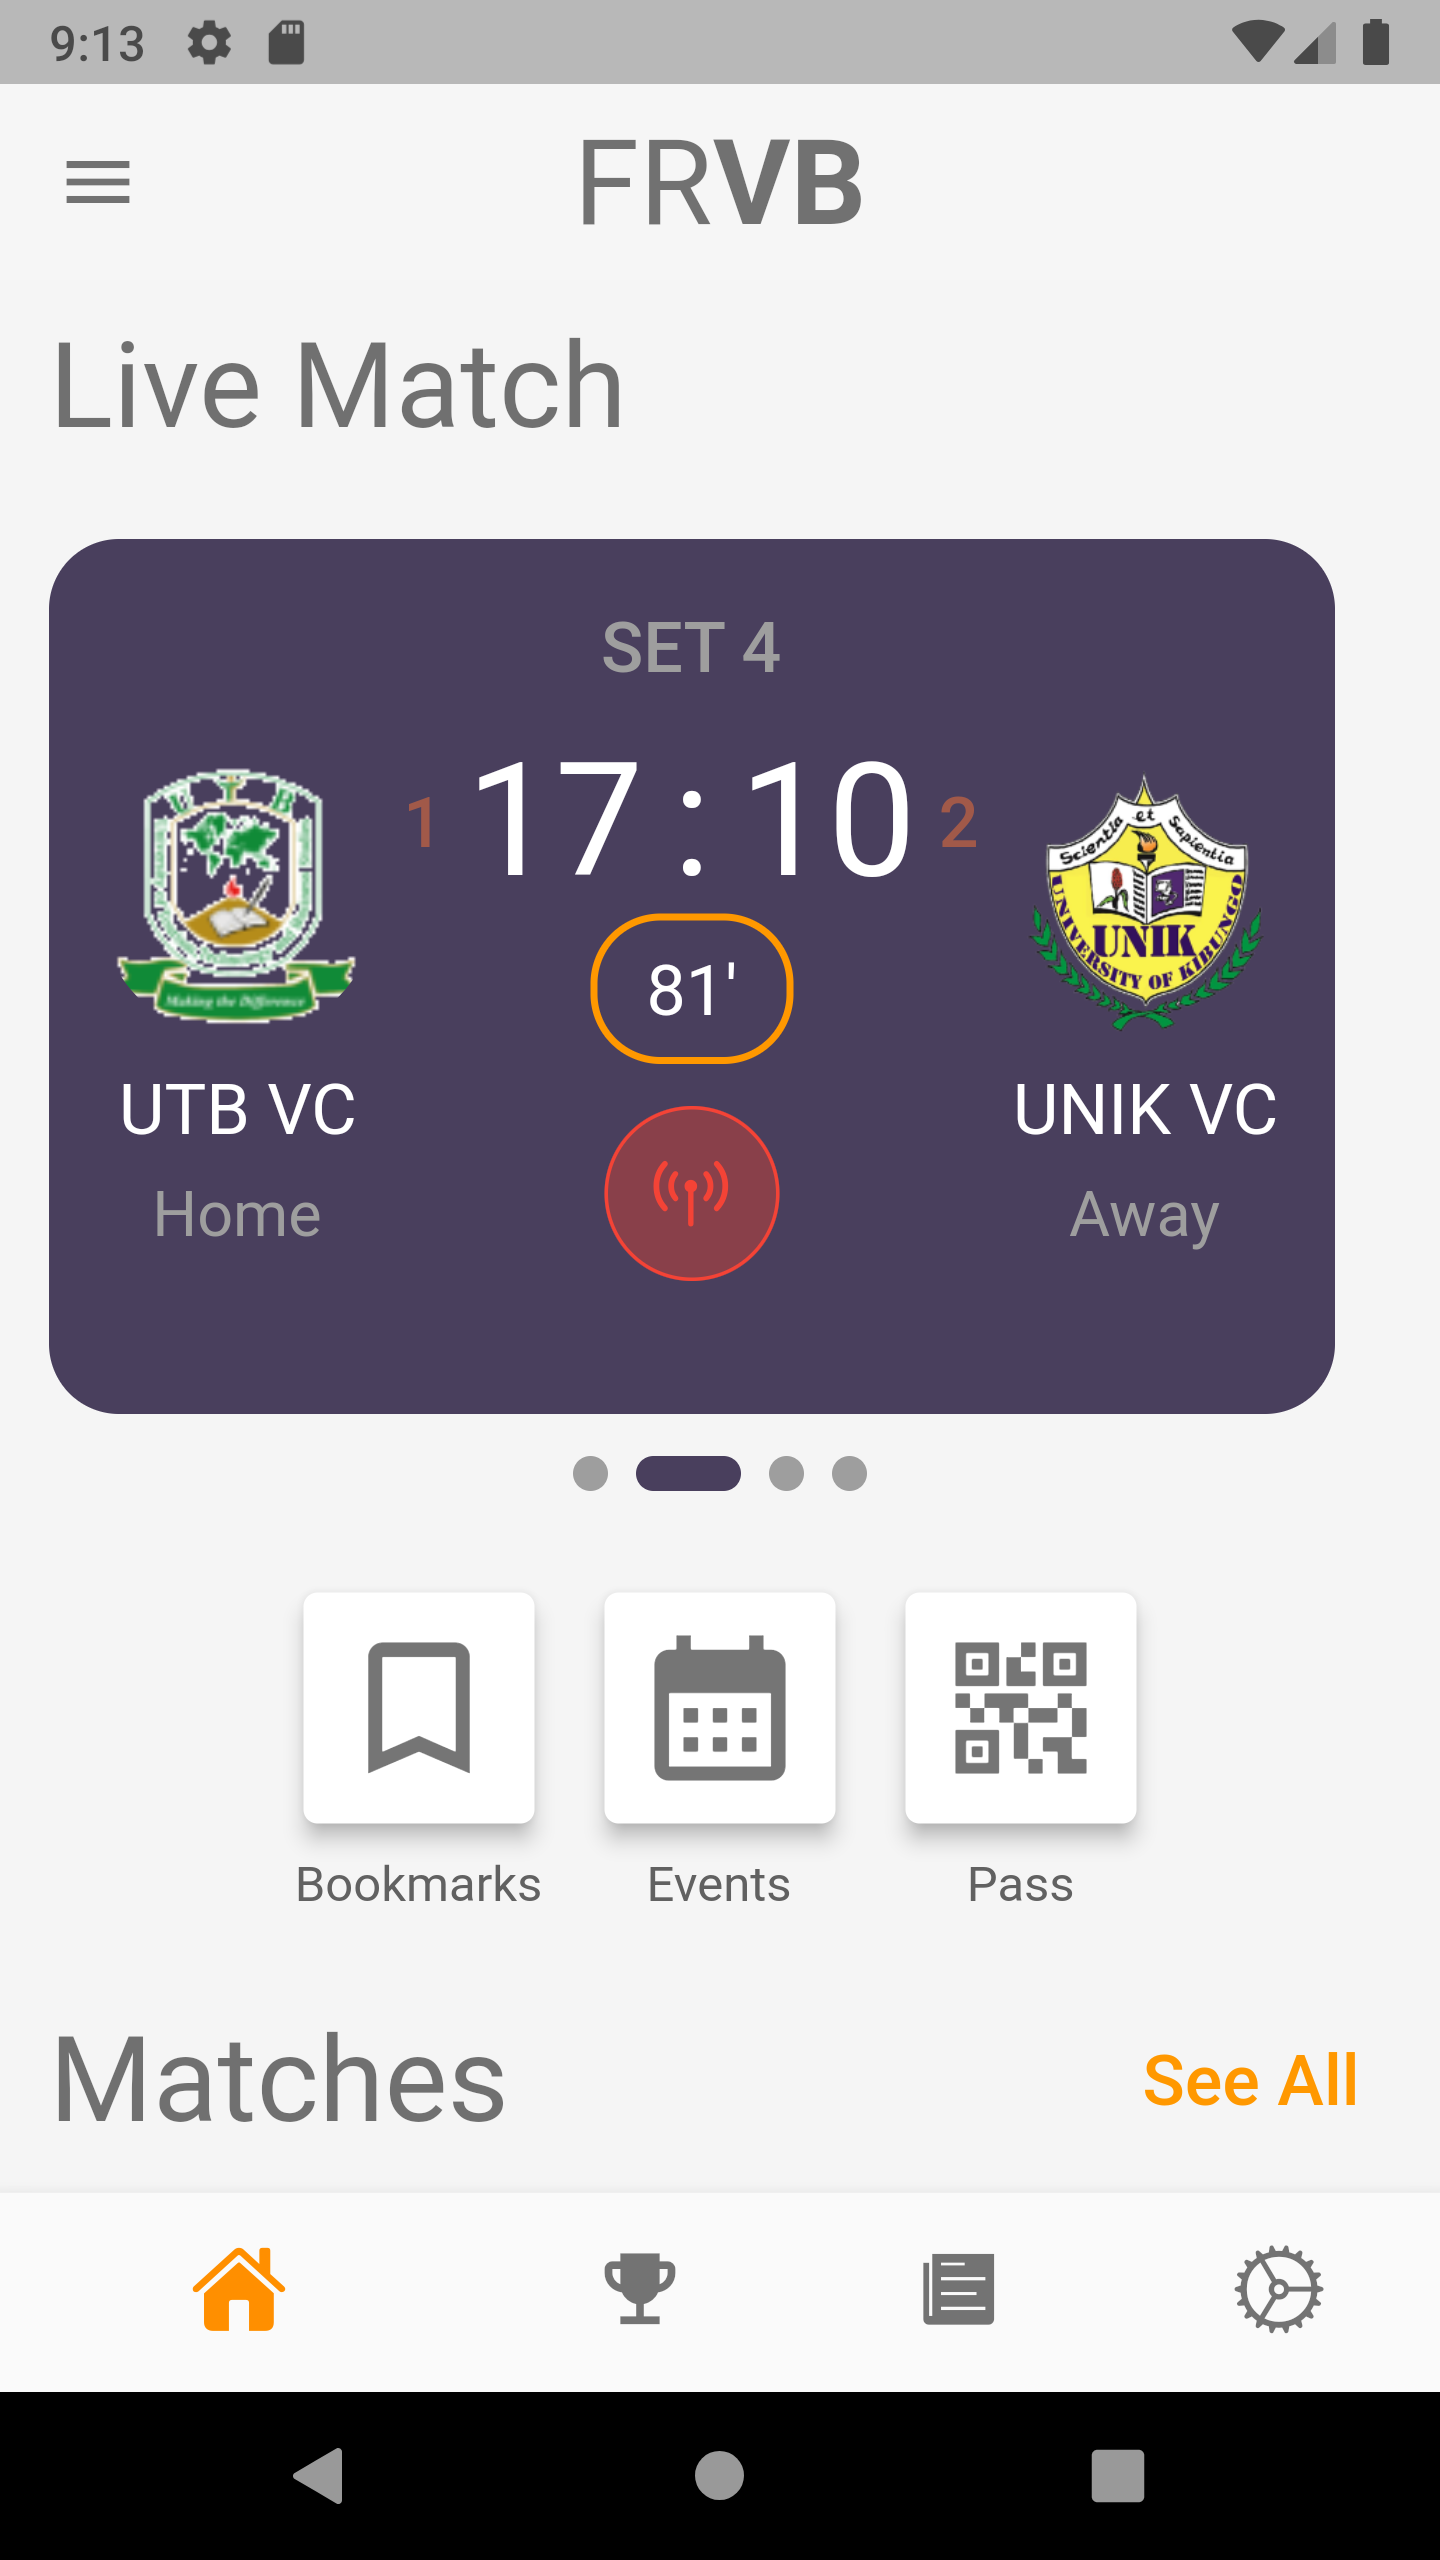 9:13
FRVB
Live Match
SET 4
1 17 : 10 2
81'
U T B
Making the Difference
Scientia et Sapientia
UNIK
UNIVERSITY OF KIBUNGO
UTB VC
UNIK VC
Home
Away
Bookmarks
Events
Pass
Matches
See All